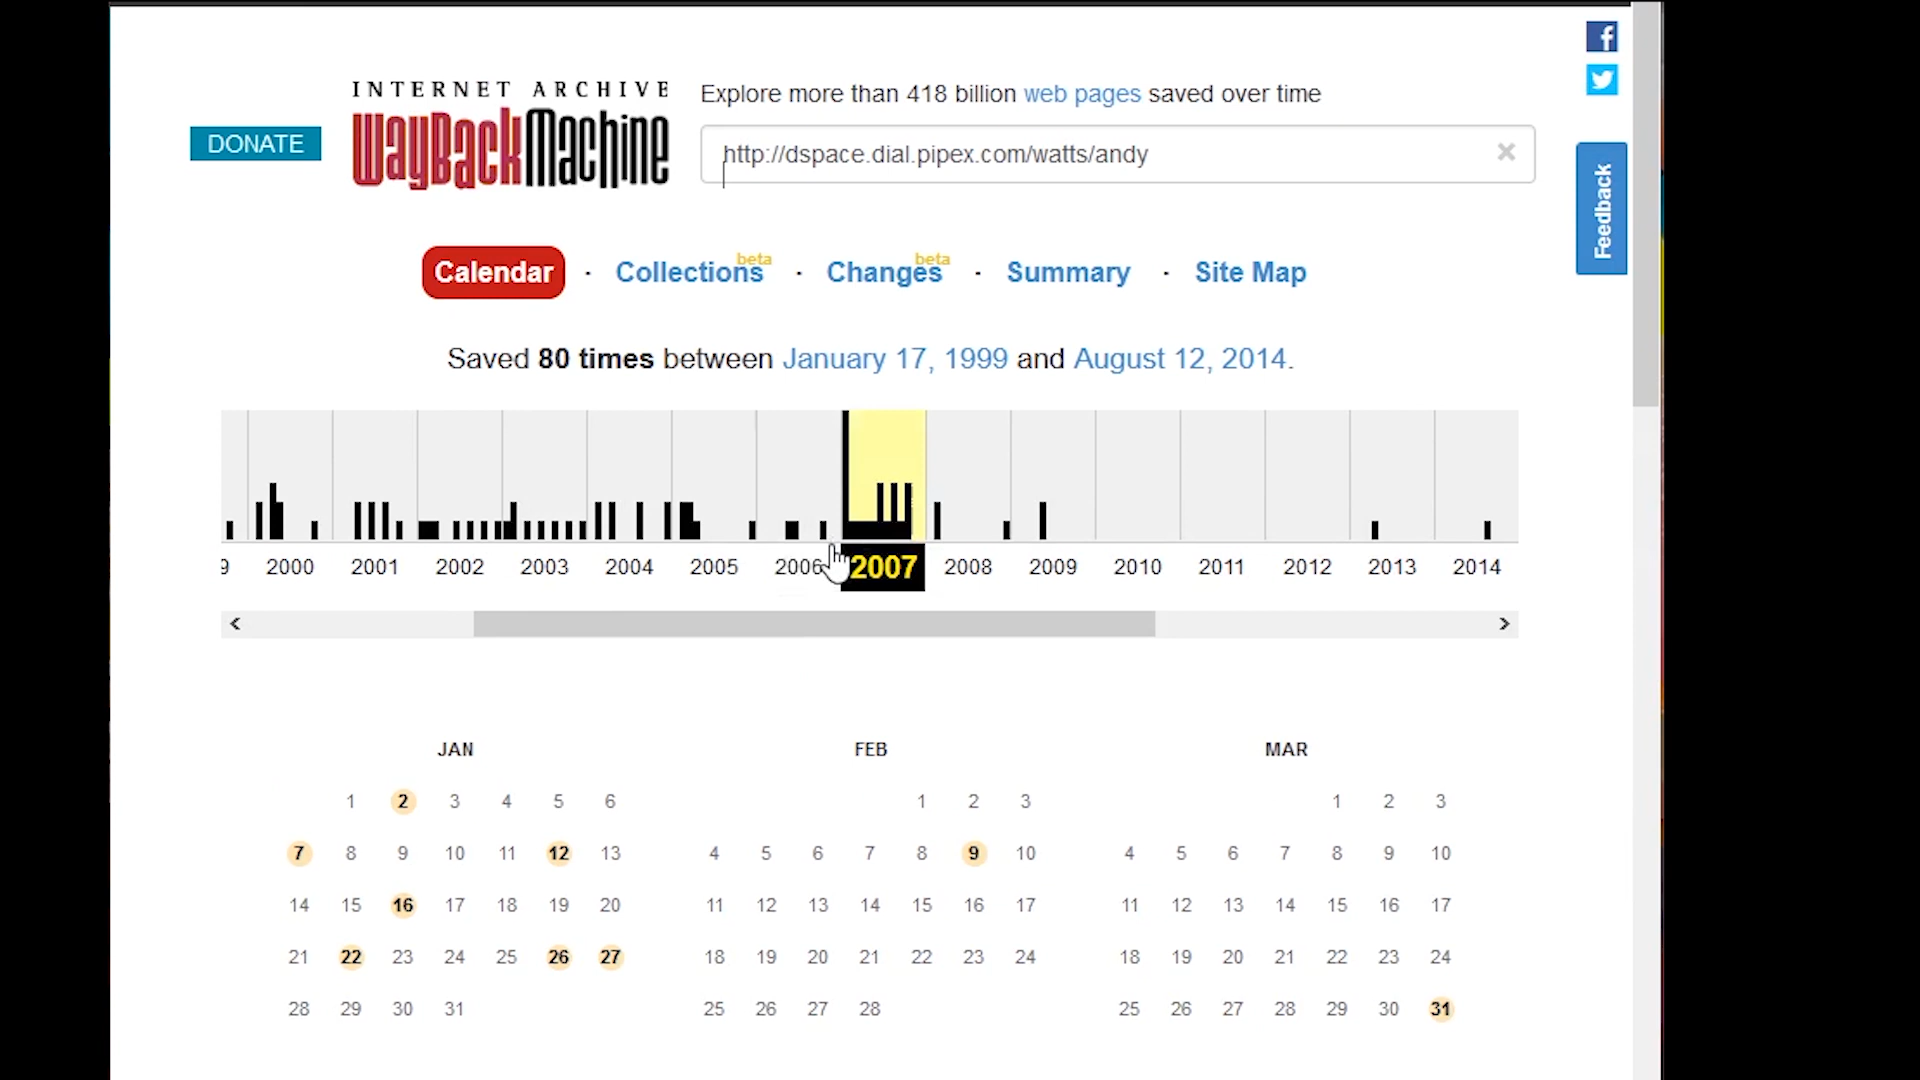 INTERNET ARCHIVE
WayBackMachine
DONATE
Explore more than 418 billion web pages saved over time
http://dspace.dial.pipex.com/watts/andy
Feedback
Calendar · Collections beta · Changes beta · Summary · Site Map
Saved 80 times between January 17, 1999 and August 12, 2014.
9 2000 2001 2002 2003 2004 2005 2006 2007 2008 2009 2010 2011 2012 2013 2014
JAN
1 2 3 4 5 6
7 8 9 10 11 12 13
14 15 16 17 18 19 20
21 22 23 24 25 26 27
28 29 30 31
FEB
1 2 3
4 5 6 7 8 9 10
11 12 13 14 15 16 17
18 19 20 21 22 23 24
25 26 27 28
MAR
1 2 3
4 5 6 7 8 9 10
11 12 13 14 15 16 17
18 19 20 21 22 23 24
25 26 27 28 29 30 31